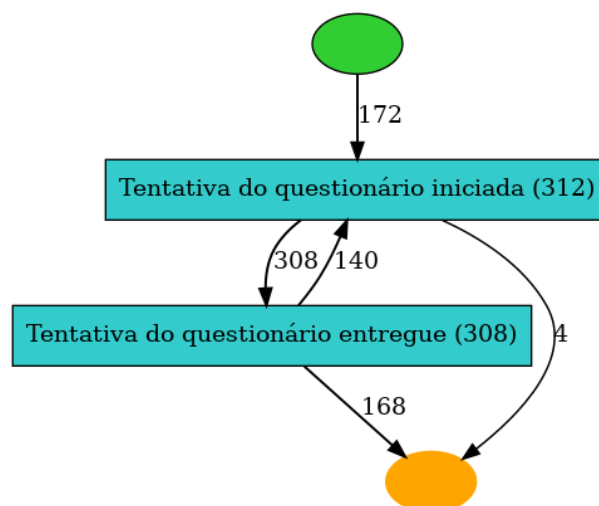 172
Tentativa do questionário iniciada (312)
308
140
Tentativa do questionário entregue (308)
4
168